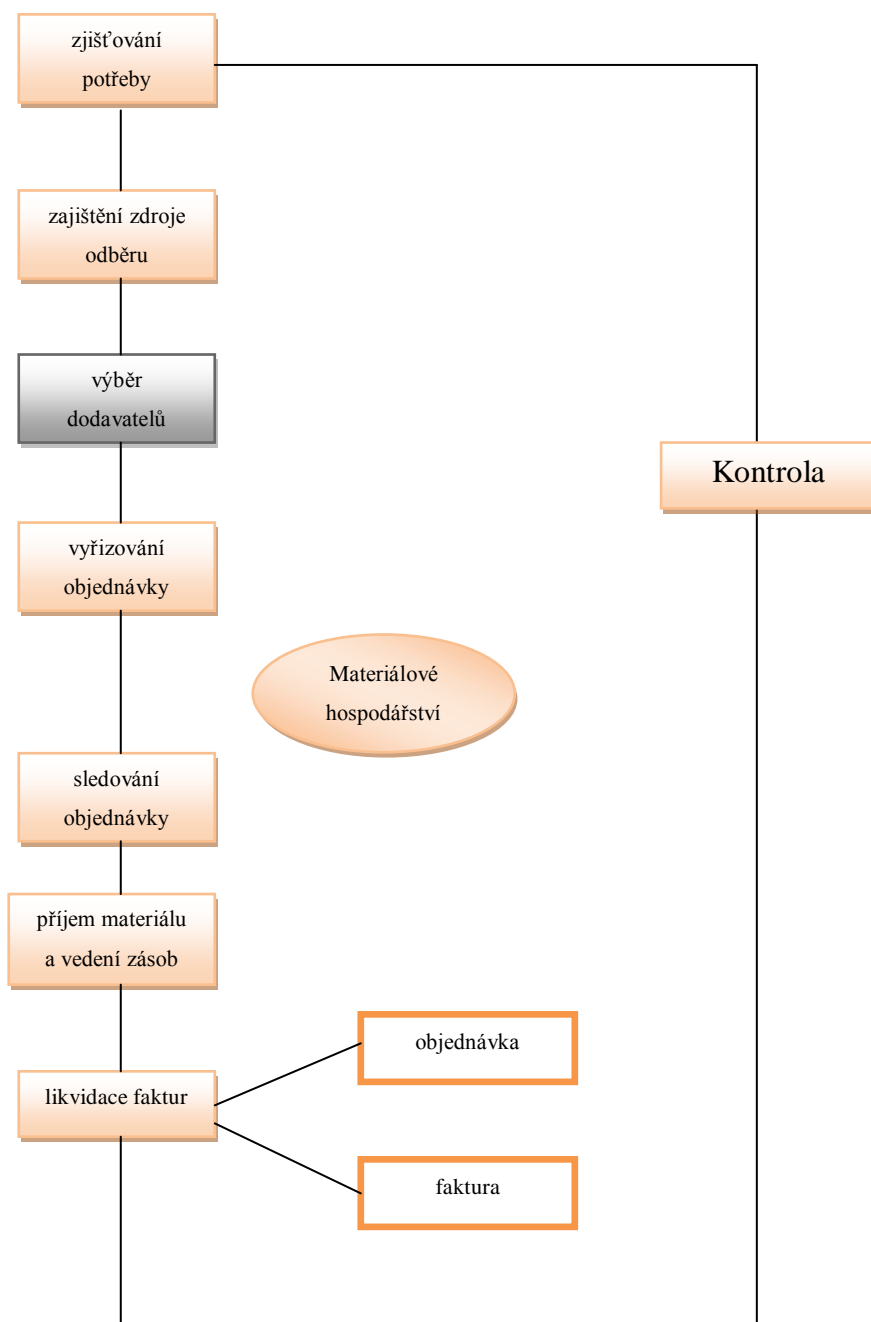 zjišťování
potřeby
zajištění zdroje
odběru
výběr
dodavatelů
Kontrola
vyřizování
objednávky
Materiálové
hospodářství
sledování
objednávky
příjem materiálu
a vedení zásob
objednávka
likvidace faktur
faktura